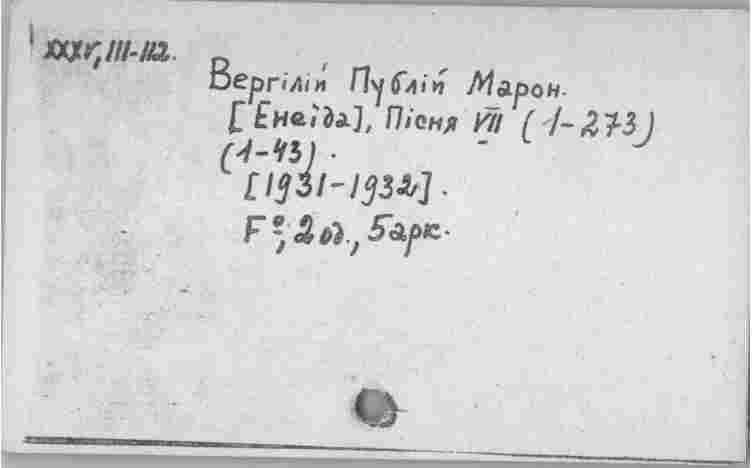 XXXV, III-112.
Вергілій Публій Марон.
[Енеїда], Пісня VII (1-273)
(1-43).
[1931-1932].
F°, 2 од., 5 арк.